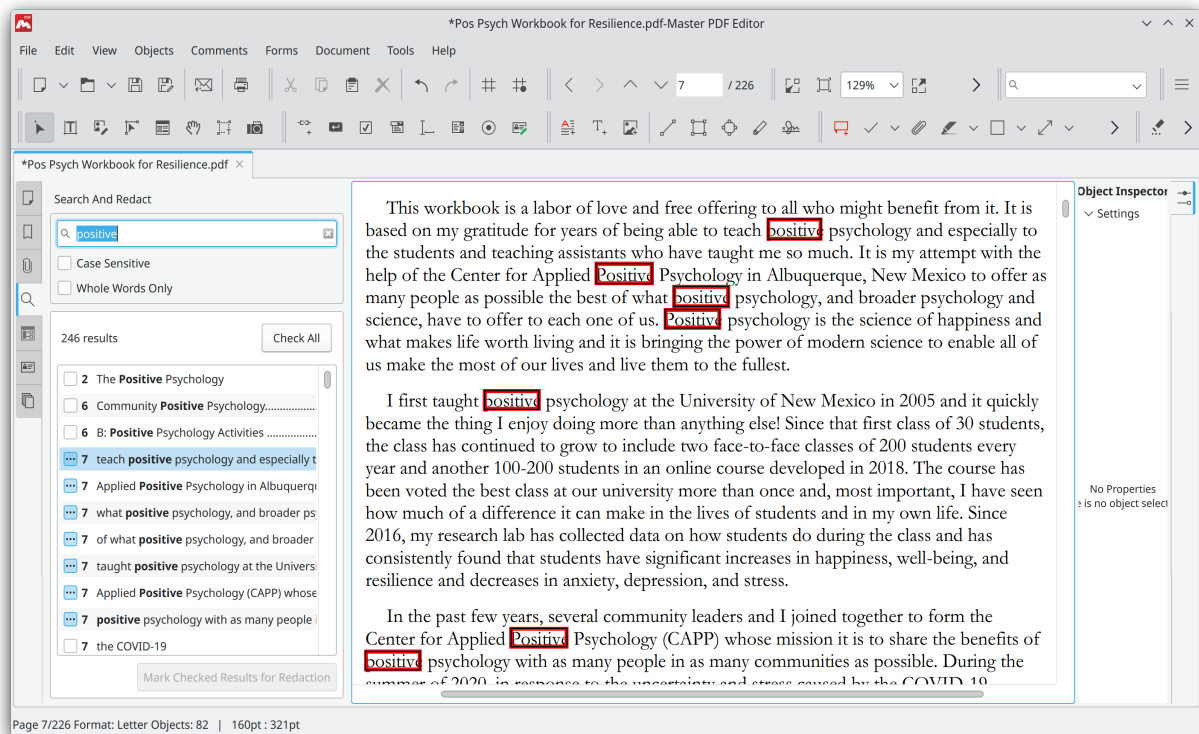 *Pos Psych Workbook for Resilience.pdf-Master PDF Editor
File Edit View Objects Comments Forms Document Tools Help
7 / 226 129%
*Pos Psych Workbook for Resilience.pdf
Search And Redact
positive
Case Sensitive
Whole Words Only
246 results
Check All
2 The Positive Psychology
6 Community Positive Psychology..................
6 B: Positive Psychology Activities .................
7 teach positive psychology and especially t
7 Applied Positive Psychology in Albuquerqu
7 what positive psychology, and broader ps
7 of what positive psychology, and broader
7 taught positive psychology at the Universi
7 Applied Positive Psychology (CAPP) whose
7 positive psychology with as many people i
7 the COVID-19
Mark Checked Results for Redaction
This workbook is a labor of love and free offering to all who might benefit from it. It is
based on my gratitude for years of being able to teach positive psychology and especially to
the students and teaching assistants who have taught me so much. It is my attempt with the
help of the Center for Applied Positive Psychology in Albuquerque, New Mexico to offer as
many people as possible the best of what positive psychology, and broader psychology and
science, have to offer to each one of us. Positive psychology is the science of happiness and
what makes life worth living and it is bringing the power of modern science to enable all of
us make the most of our lives and live them to the fullest.
I first taught positive psychology at the University of New Mexico in 2005 and it quickly
became the thing I enjoy doing more than anything else! Since that first class of 30 students,
the class has continued to grow to include two face-to-face classes of 200 students every
year and another 100-200 students in an online course developed in 2018. The course has
been voted the best class at our university more than once and, most important, I have seen
how much of a difference it can make in the lives of students and in my own life. Since
2016, my research lab has collected data on how students do during the class and has
consistently found that students have significant increases in happiness, well-being, and
resilience and decreases in anxiety, depression, and stress.
In the past few years, several community leaders and I joined together to form the
Center for Applied Positive Psychology (CAPP) whose mission it is to share the benefits of
positive psychology with as many people in as many communities as possible. During the
summer of 2020, in response to the uncertainty and stress caused by the COVID-19
Object Inspector
Settings
No Properties
e is no object select
Page 7/226 Format: Letter Objects: 82 | 160pt : 321pt